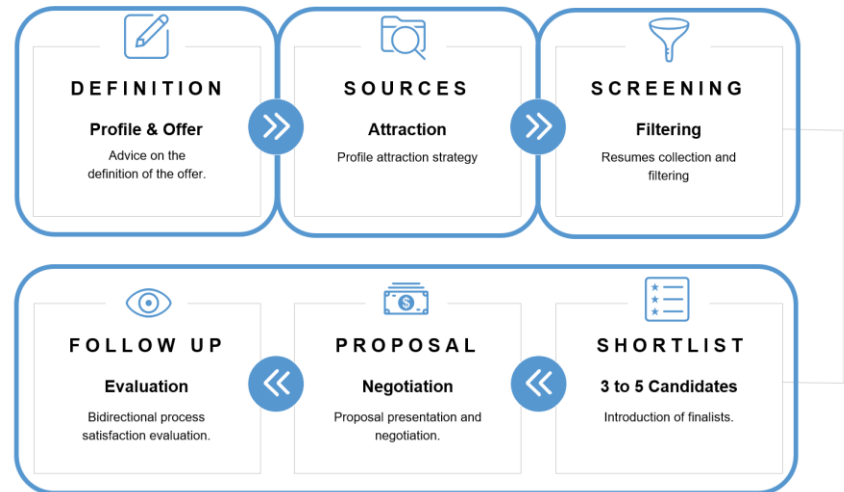 DEFINITION
Profile & Offer
Advice on the
definition of the offer.
SOURCES
Attraction
Profile attraction strategy
SCREENING
Filtering
Resumes collection and
filtering
FOLLOW UP
Evaluation
Bidirectional process
satisfaction evaluation.
PROPOSAL
Negotiation
Proposal presentation and
negotiation.
SHORTLIST
3 to 5 Candidates
Introduction of finalists.